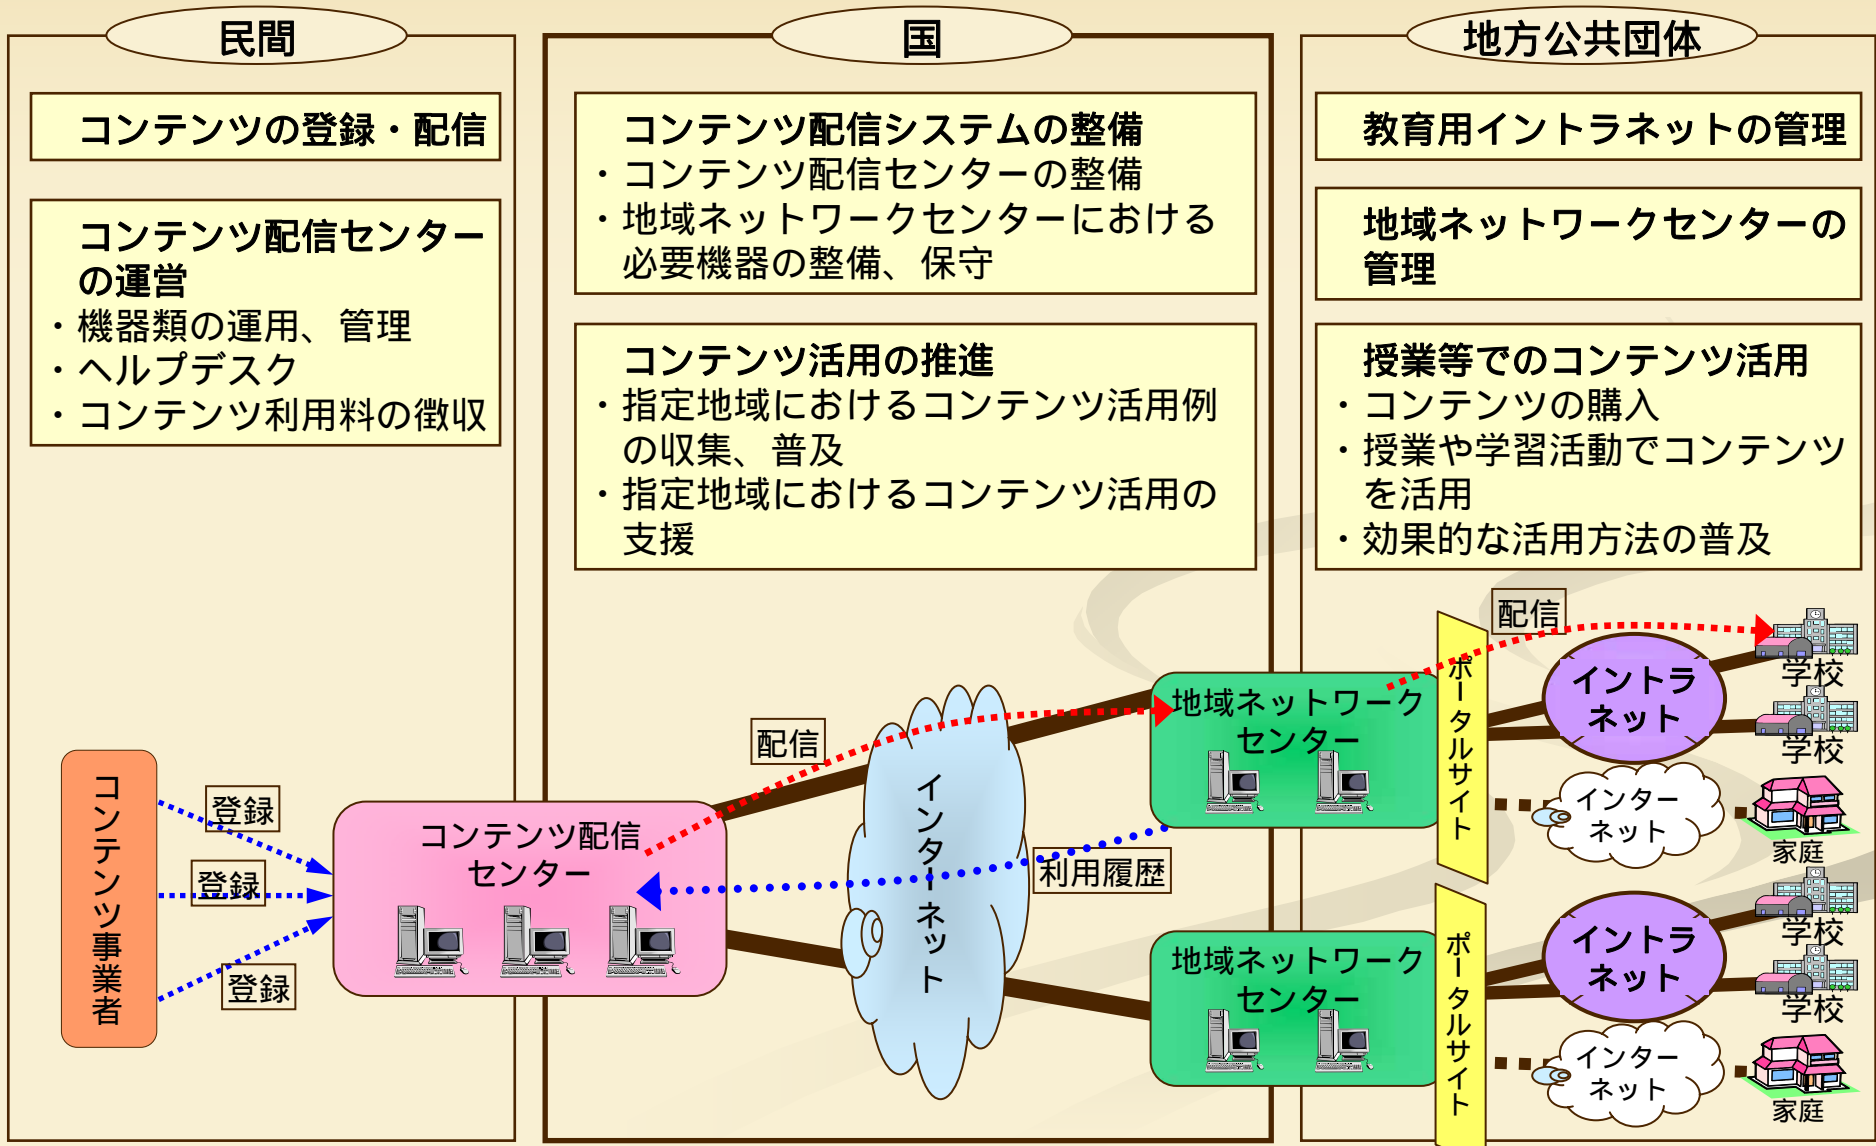 民間
コンテンツの登録・配信
コンテンツ配信センター
の運営
・機器類の運用、管理
・ヘルプデスク
・コンテンツ利用料の徴収
国
コンテンツ配信システムの整備
・コンテンツ配信センターの整備
・地域ネットワークセンターにおける
必要機器の整備、保守
コンテンツ活用の推進
・指定地域におけるコンテンツ活用例
の収集、普及
・指定地域におけるコンテンツ活用の
支援
地方公共団体
教育用イントラネットの管理
地域ネットワークセンターの
管理
授業等でのコンテンツ活用
・コンテンツの購入
・授業や学習活動でコンテンツ
を活用
・効果的な活用方法の普及
コンテンツ事業者
登録
登録
登録
コンテンツ配信
センター
配信
インターネット
利用履歴
地域ネットワーク
センター
地域ネットワーク
センター
配信
ポータルサイト
イントラ
ネット
学校
学校
インター
ネット
家庭
ポータルサイト
イントラ
ネット
学校
学校
インター
ネット
家庭